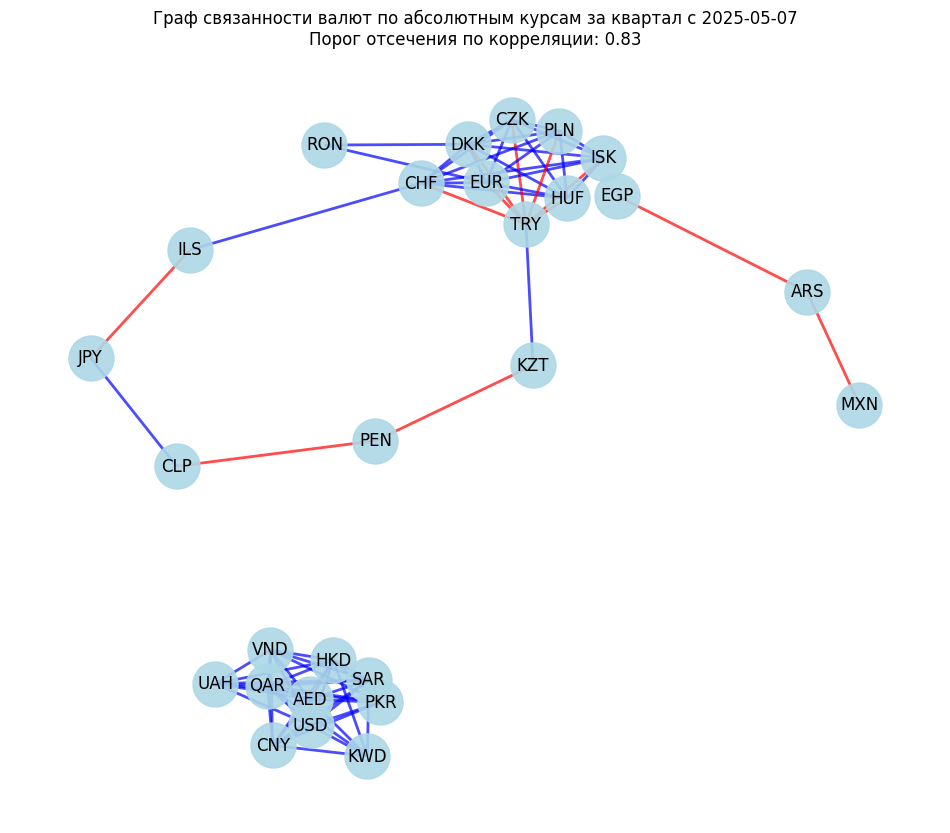 Граф связанности валют по абсолютным курсам за квартал с 2025-05-07
Порог отсечения по корреляции: 0.83
CZK
PLN
RON
DKK
ISK
CHF
EUR
HUF
EGP
TRY
ILS
ARS
JPY
KZT
MXN
PEN
CLP
VND
HKD
UAH
QAR
SAR
AED
PKR
USD
CNY
KWD